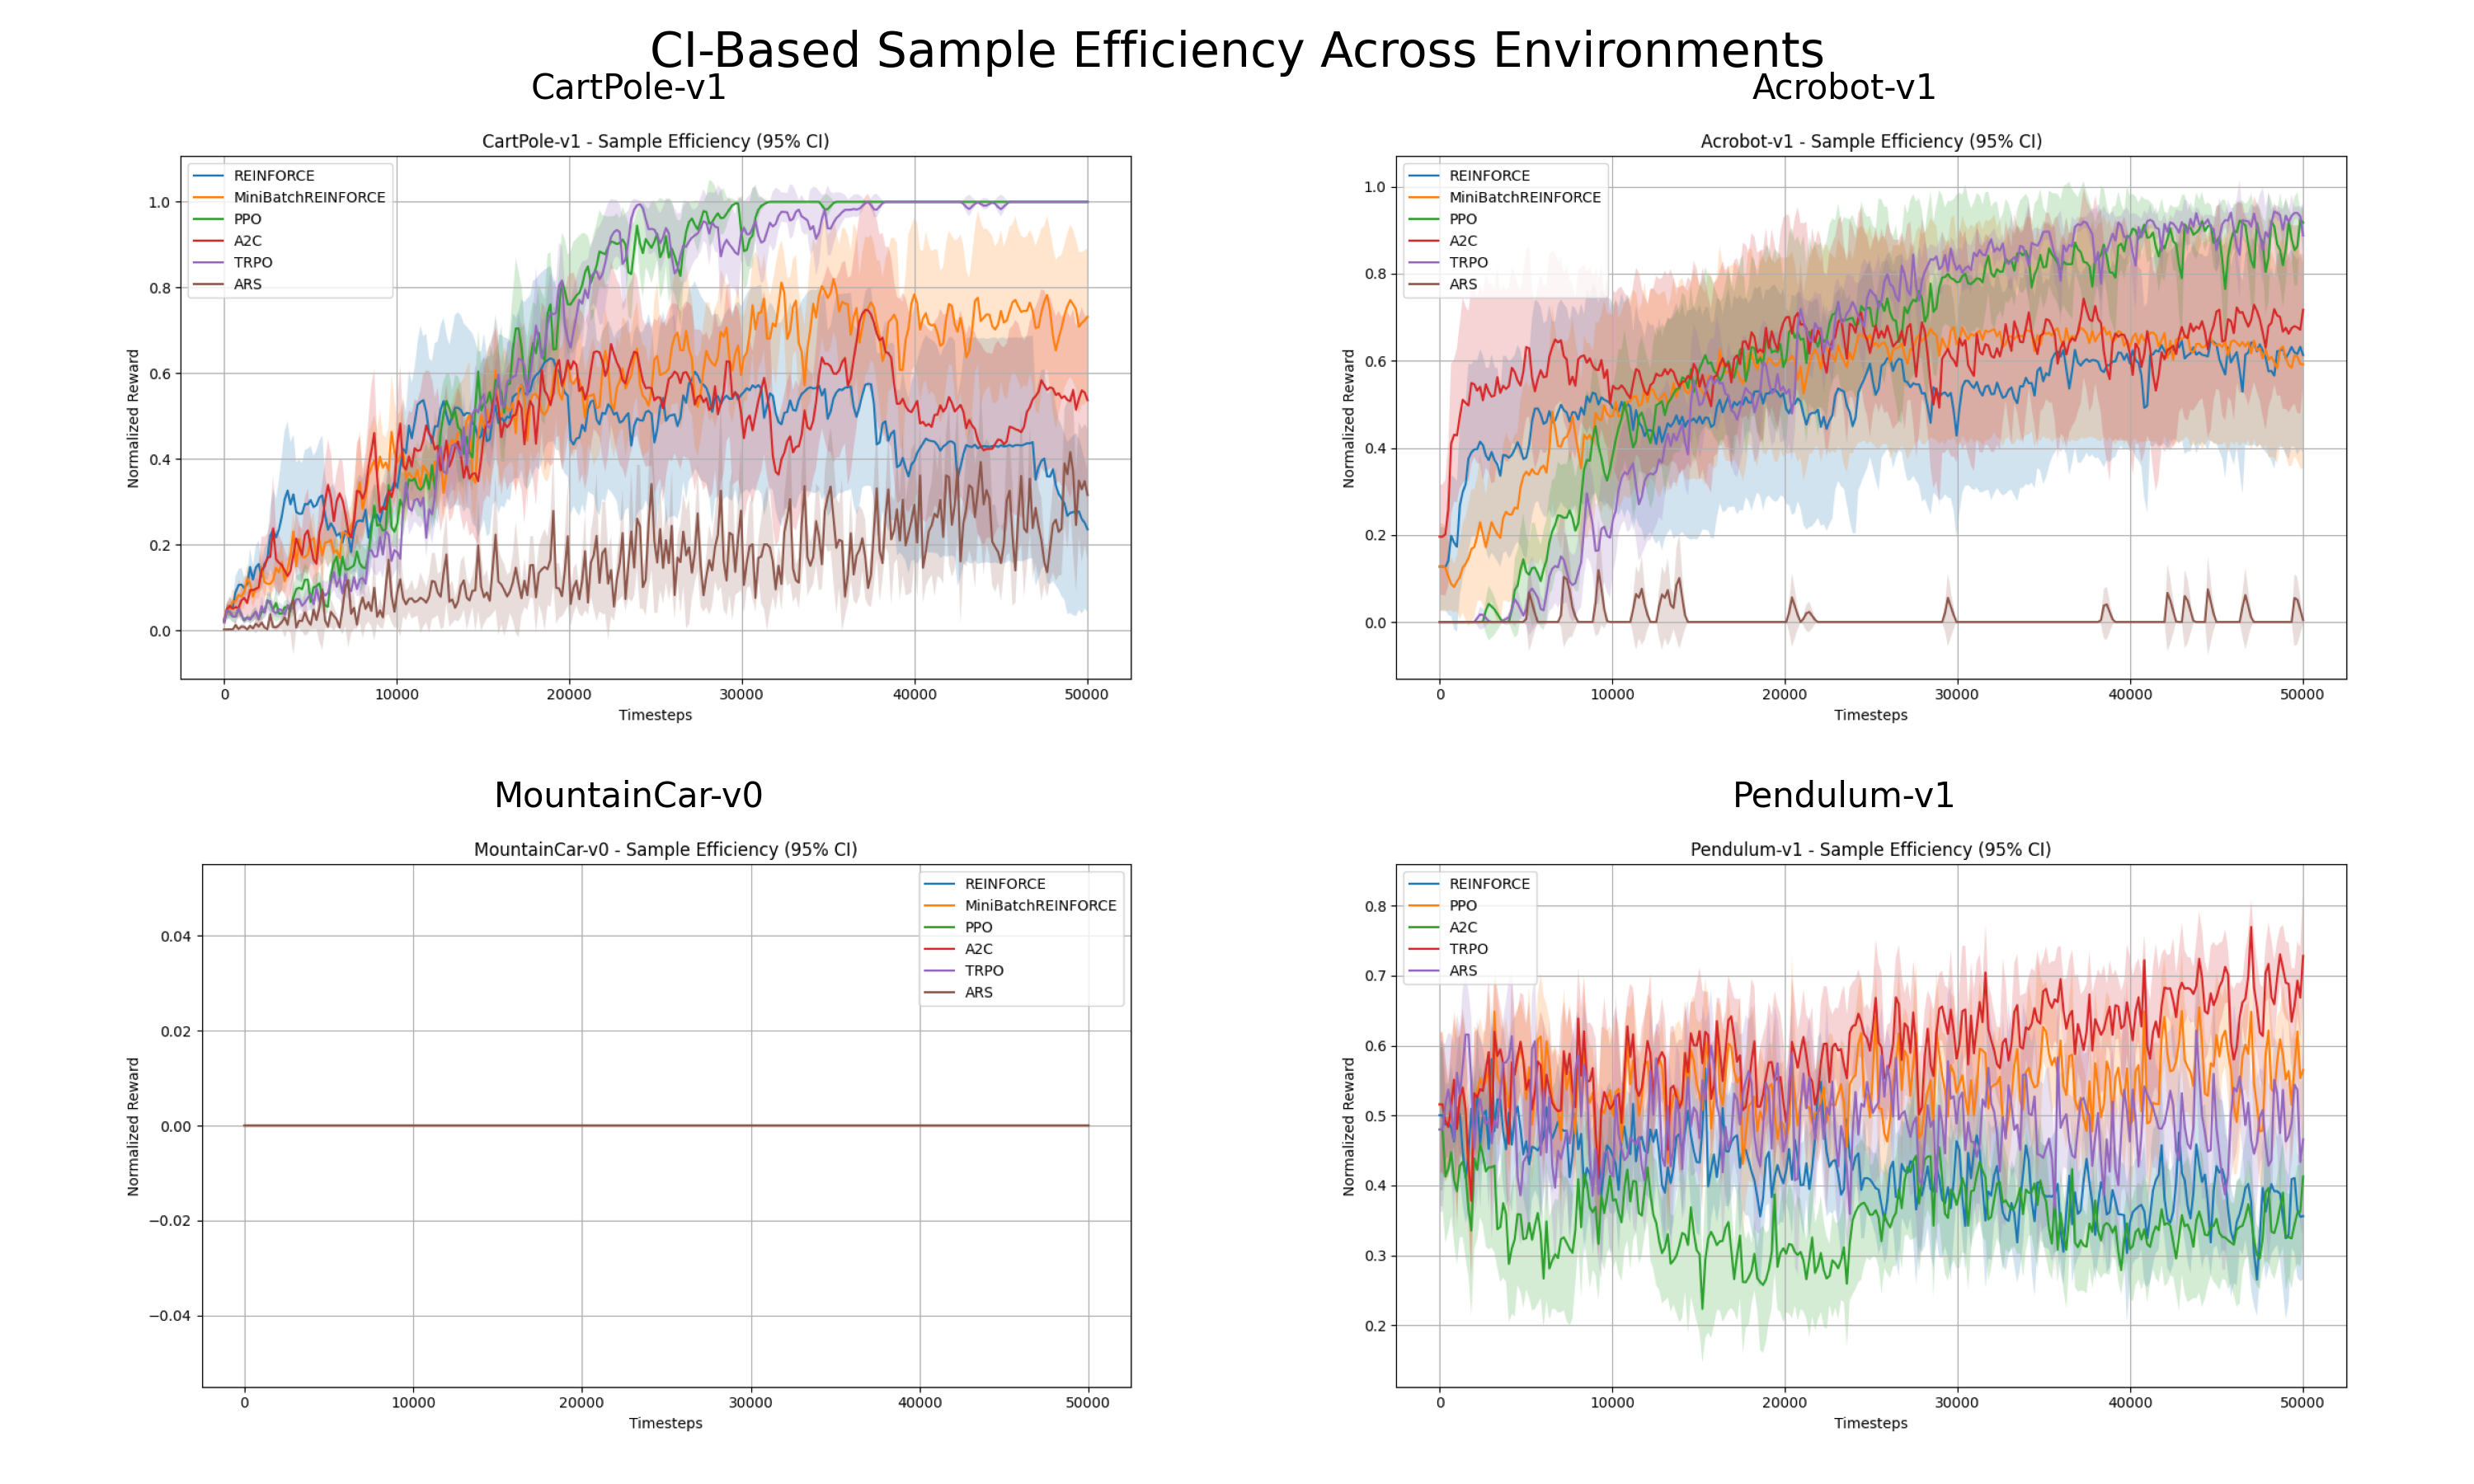 CI-Based Sample Efficiency Across Environments
CartPole-v1
CartPole-v1 - Sample Efficiency (95% CI)
Normalized Reward
1.0
0.8
0.6
0.4
0.2
0.0
REINFORCE
MiniBatchREINFORCE
PPO
A2C
TRPO
ARS
0 10000 20000 30000 40000 50000
Timesteps
Acrobot-v1
Acrobot-v1 - Sample Efficiency (95% CI)
Normalized Reward
1.0
0.8
0.6
0.4
0.2
0.0
REINFORCE
MiniBatchREINFORCE
PPO
A2C
TRPO
ARS
0 10000 20000 30000 40000 50000
Timesteps
MountainCar-v0
MountainCar-v0 - Sample Efficiency (95% CI)
Normalized Reward
0.04
0.02
0.00
−0.02
−0.04
REINFORCE
MiniBatchREINFORCE
PPO
A2C
TRPO
ARS
0 10000 20000 30000 40000 50000
Timesteps
Pendulum-v1
Pendulum-v1 - Sample Efficiency (95% CI)
Normalized Reward
0.8
0.7
0.6
0.5
0.4
0.3
0.2
REINFORCE
PPO
A2C
TRPO
ARS
0 10000 20000 30000 40000 50000
Timesteps